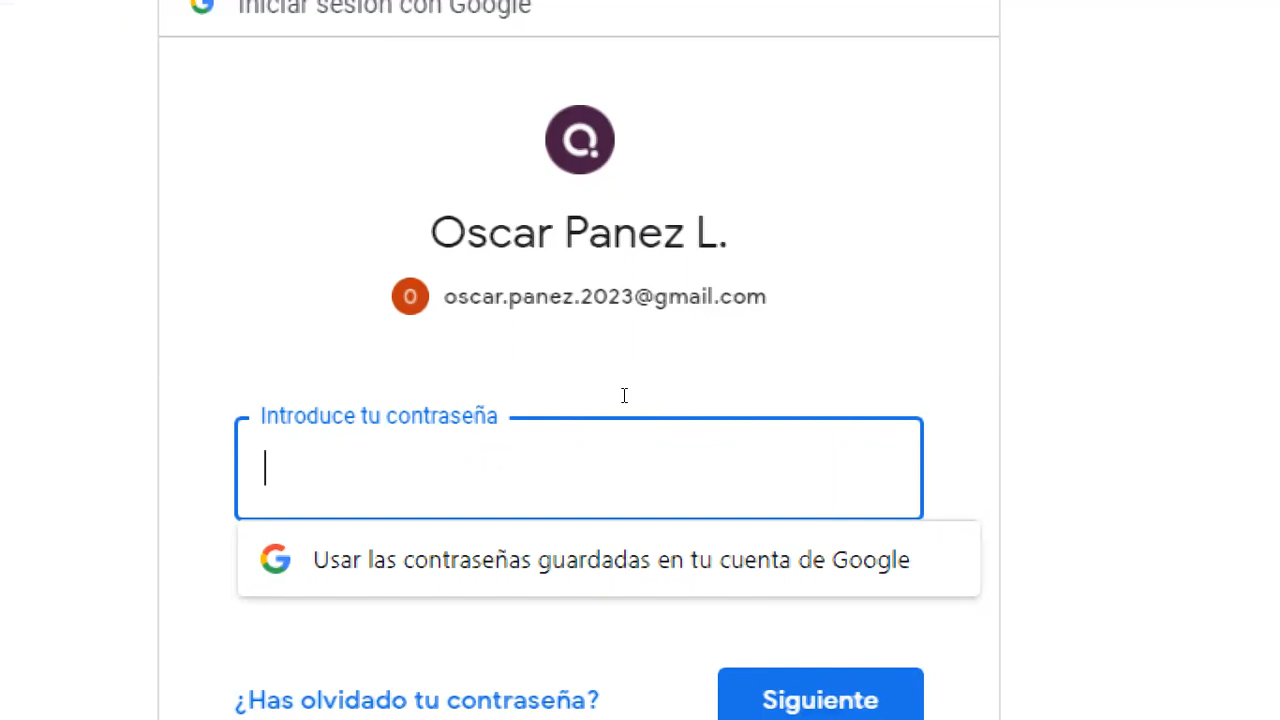 Iniciar sesión con Google
Oscar Panez L.
O oscar.panez.2023@gmail.com
Introduce tu contraseña
Usar las contraseñas guardadas en tu cuenta de Google
¿Has olvidado tu contraseña?
Siguiente